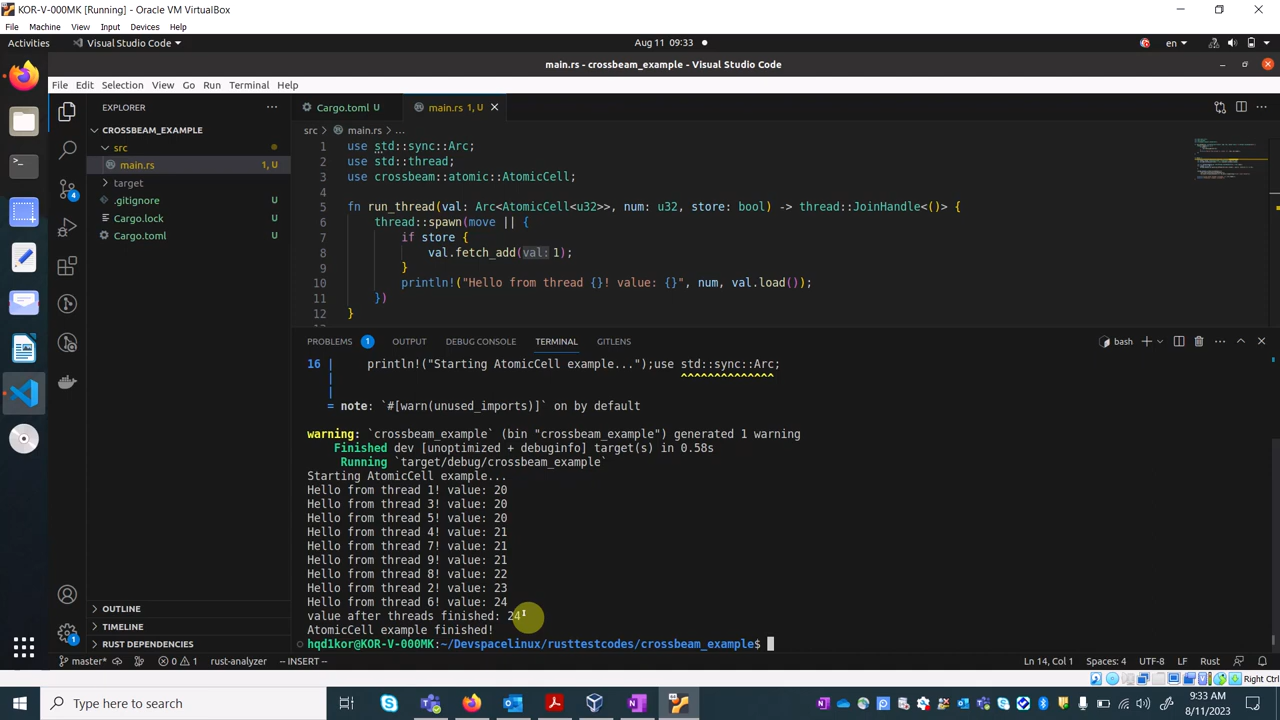 KOR-V-000MK [Running] - Oracle VM VirtualBox
File Machine View Input Devices Help
Activities Visual Studio Code Aug 11 09:33 en
main.rs - crossbeam_example - Visual Studio Code
File Edit Selection View Go Run Terminal Help
EXPLORER
CROSSBEAM_EXAMPLE
src
main.rs 1, U
target
.gitignore U
Cargo.lock U
Cargo.toml U
OUTLINE
TIMELINE
RUST DEPENDENCIES
Cargo.toml U main.rs 1, U
src > main.rs > ...
1 use std::sync::Arc;
2 use std::thread;
3 use crossbeam::atomic::AtomicCell;
4
5 fn run_thread(val: Arc<AtomicCell<u32>>, num: u32, store: bool) -> thread::JoinHandle<()> {
6 thread::spawn(move || {
7 if store {
8 val.fetch_add(val: 1);
9 }
10 println!("Hello from thread {}! value: {}", num, val.load());
11 })
12 }
PROBLEMS 1 OUTPUT DEBUG CONSOLE TERMINAL GITLENS bash
16 | println!("Starting AtomicCell example...");use std::sync::Arc;
| ^^^^^^^^^^^^^^
|
= note: `#[warn(unused_imports)]` on by default
warning: `crossbeam_example` (bin "crossbeam_example") generated 1 warning
Finished dev [unoptimized + debuginfo] target(s) in 0.58s
Running `target/debug/crossbeam_example`
Starting AtomicCell example...
Hello from thread 1! value: 20
Hello from thread 3! value: 20
Hello from thread 5! value: 20
Hello from thread 4! value: 21
Hello from thread 7! value: 21
Hello from thread 9! value: 21
Hello from thread 8! value: 22
Hello from thread 2! value: 23
Hello from thread 6! value: 24
value after threads finished: 24
AtomicCell example finished!
hqd1kor@KOR-V-000MK:~/Devspacelinux/rusttestcodes/crossbeam_example$
master* 0 1 rust-analyzer -- INSERT -- Ln 14, Col 1 Spaces: 4 UTF-8 LF Rust
Right Ctrl
Type here to search
9:33 AM
8/11/2023